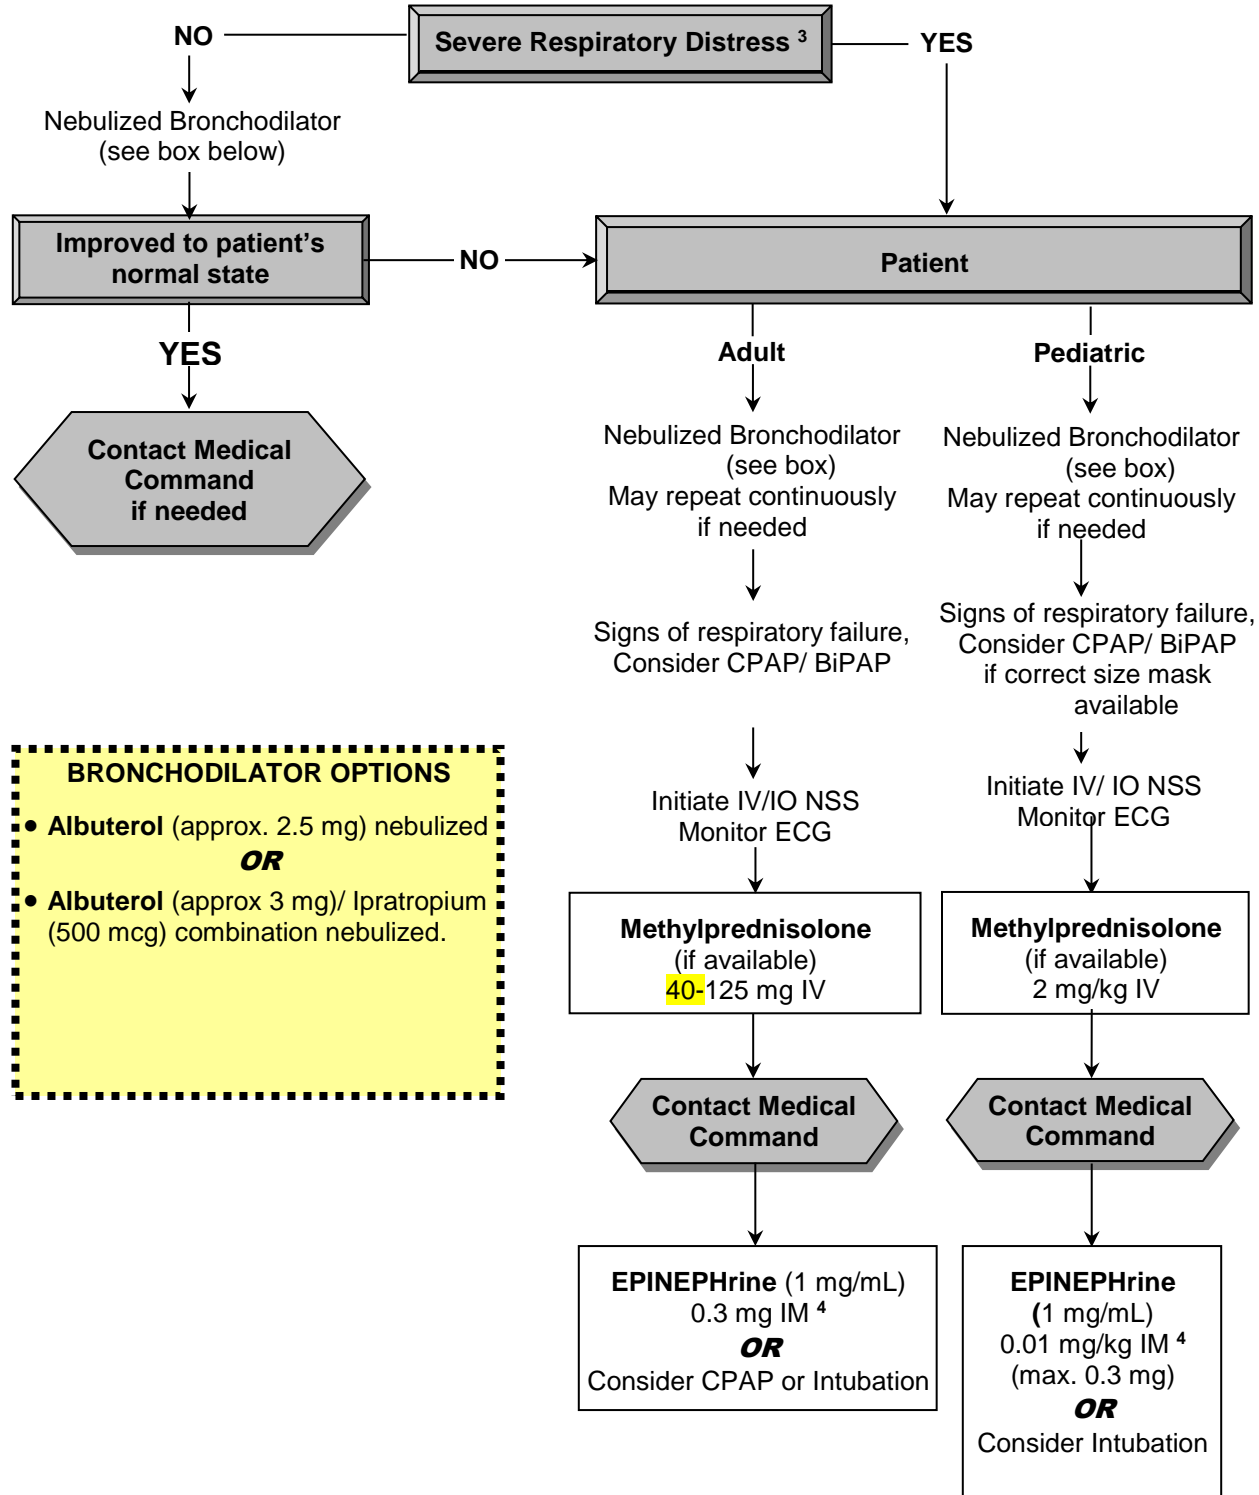 NO
Severe Respiratory Distress ³
YES
Nebulized Bronchodilator
(see box below)
Improved to patient's
normal state
NO
Patient
YES
Contact Medical
Command
if needed
Adult
Nebulized Bronchodilator
(see box)
May repeat continuously
if needed
Signs of respiratory failure,
Consider CPAP/ BiPAP
Initiate IV/IO NSS
Monitor ECG
Methylprednisolone
(if available)
40-125 mg IV
Contact Medical
Command
EPINEPHrine (1 mg/mL)
0.3 mg IM ⁴
OR
Consider CPAP or Intubation
Pediatric
Nebulized Bronchodilator
(see box)
May repeat continuously
if needed
Signs of respiratory failure,
Consider CPAP/ BiPAP
if correct size mask
available
Initiate IV/ IO NSS
Monitor ECG
Methylprednisolone
(if available)
2 mg/kg IV
Contact Medical
Command
EPINEPHrine
(1 mg/mL)
0.01 mg/kg IM ⁴
(max. 0.3 mg)
OR
Consider Intubation
BRONCHODILATOR OPTIONS
• Albuterol (approx. 2.5 mg) nebulized
OR
• Albuterol (approx 3 mg)/ Ipratropium
(500 mcg) combination nebulized.